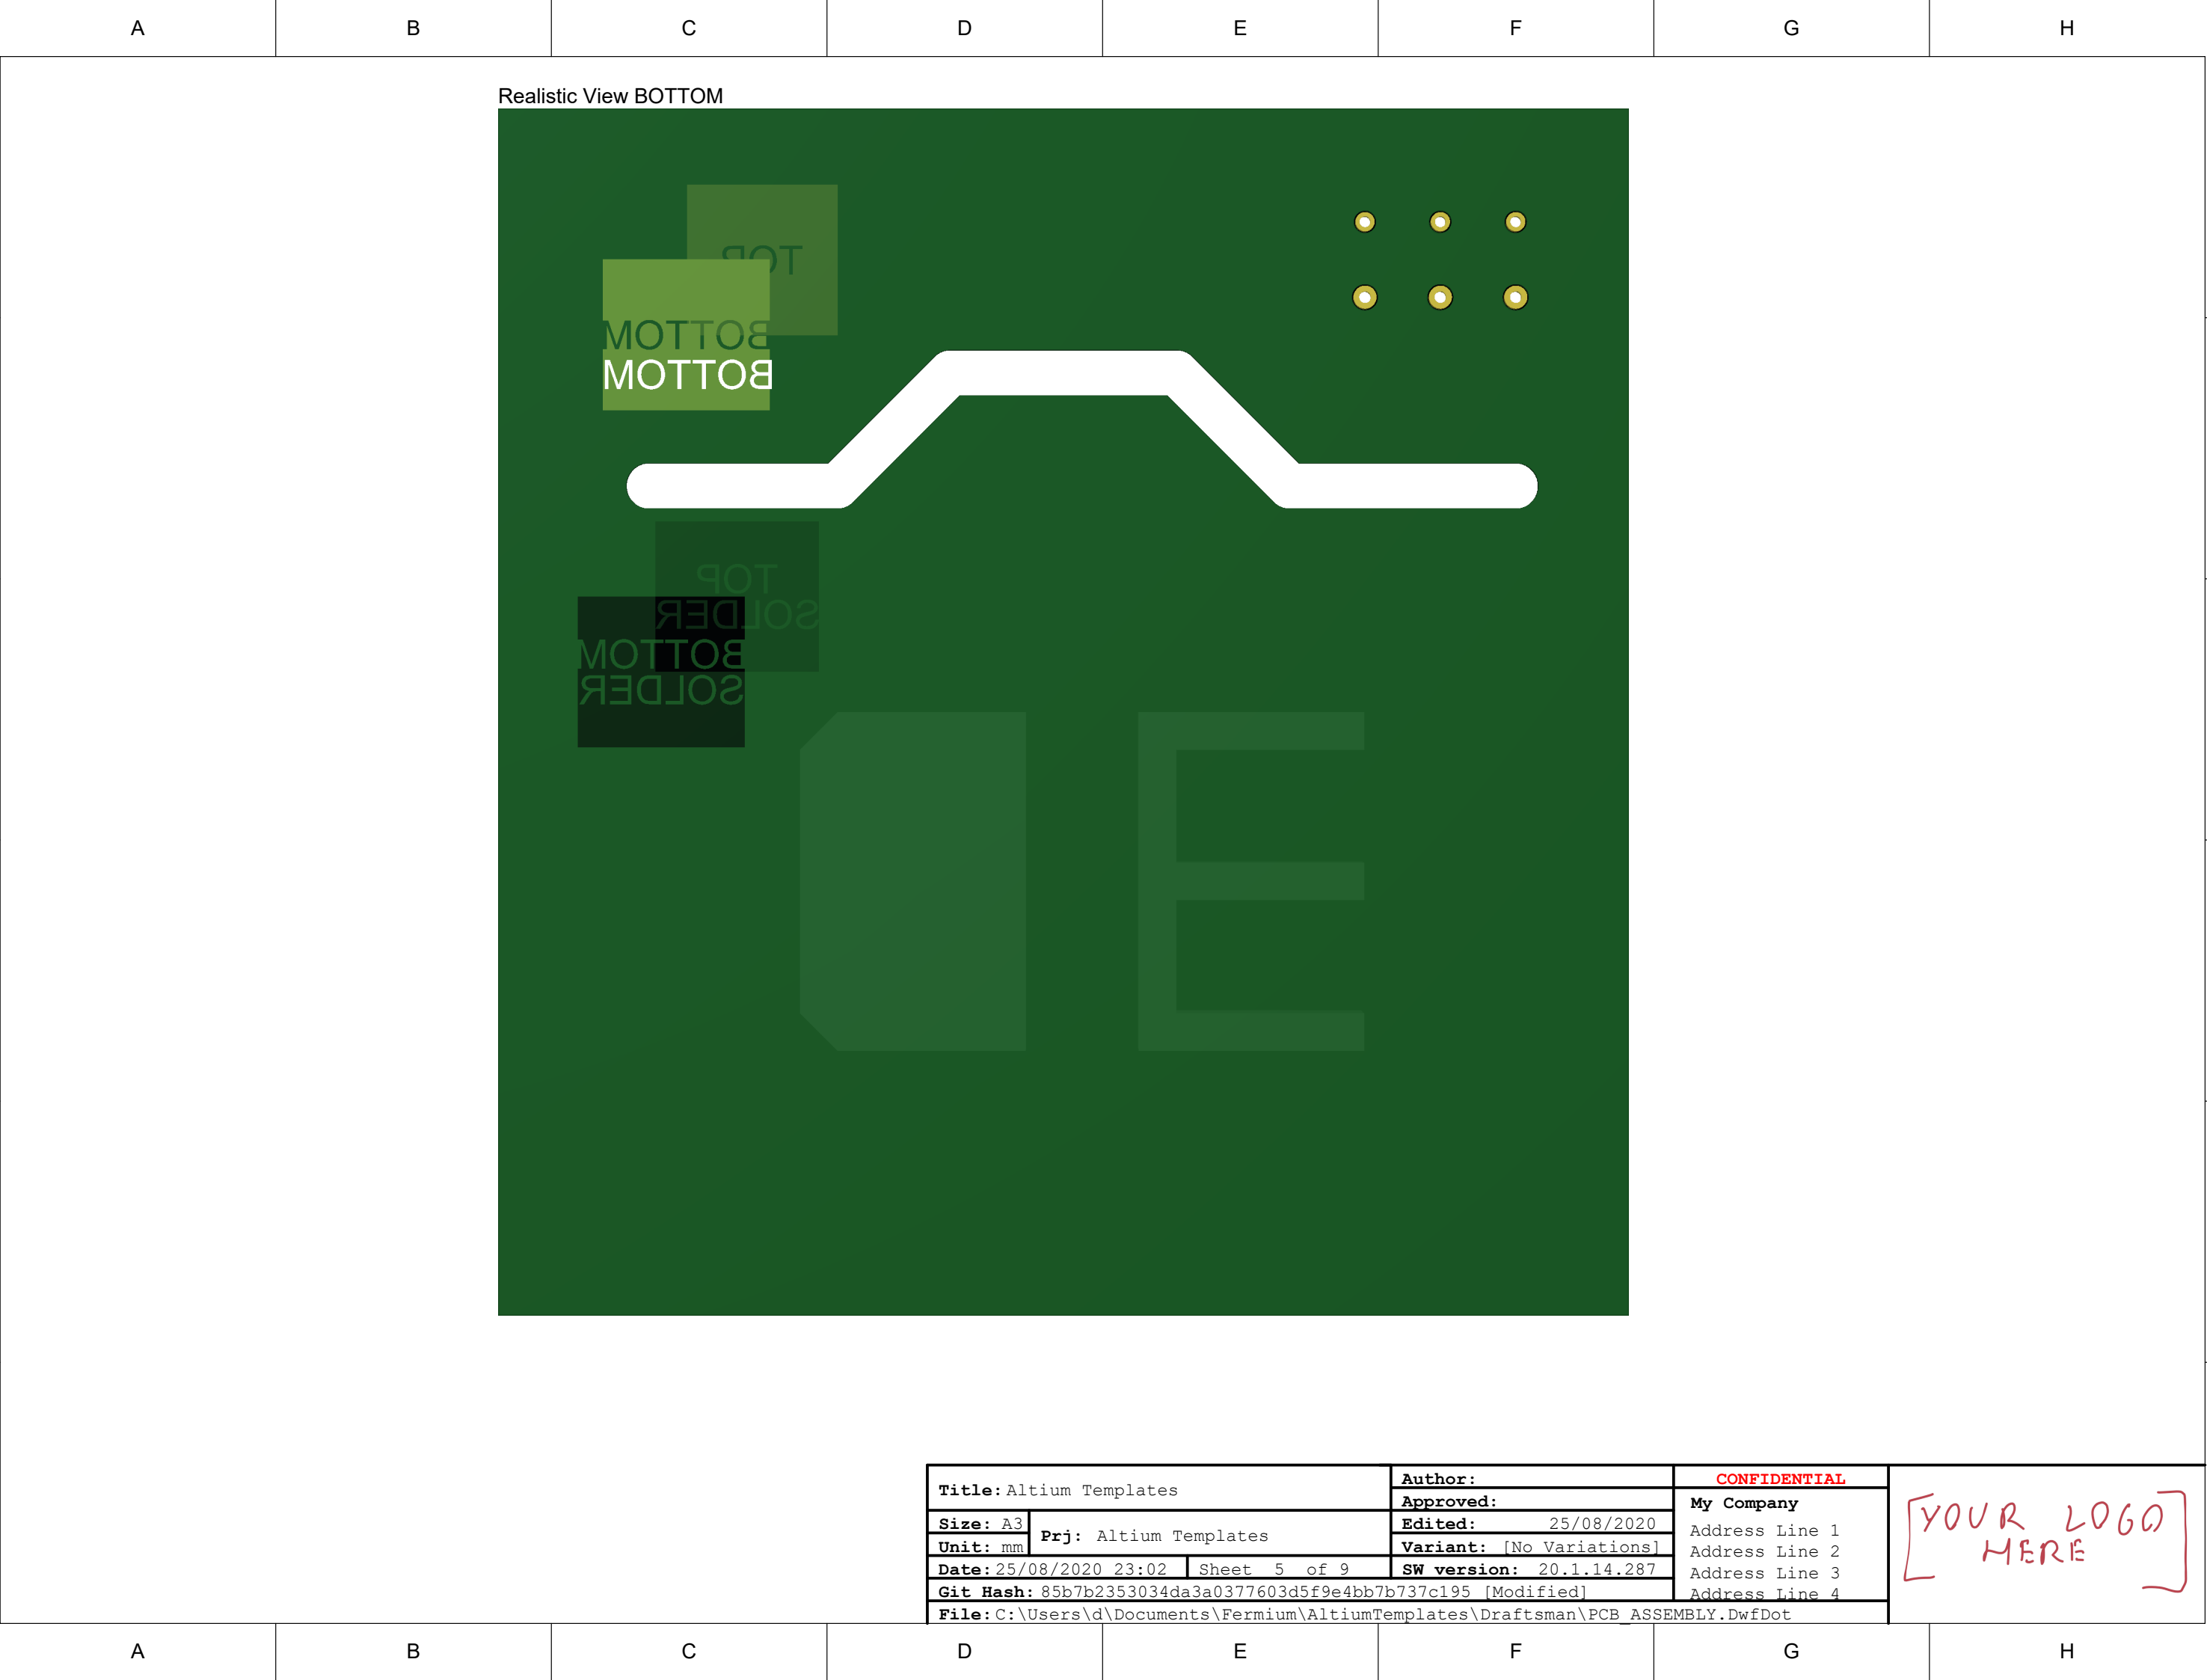 A B C D E F G H
Realistic View BOTTOM
TOP
BOTTOM
BOTTOM
TOP
SOLDER
BOTTOM
SOLDER
E
Title: Altium Templates
Author:
CONFIDENTIAL
Approved:
My Company
Size: A3
Prj: Altium Templates
Edited: 25/08/2020
Address Line 1
Unit: mm
Variant: [No Variations]
Address Line 2
Date: 25/08/2020 23:02
Sheet 5 of 9
SW version: 20.1.14.287
Address Line 3
Git Hash: 85b7b2353034da3a0377603d5f9e4bb7b737c195 [Modified]
Address Line 4
File: C:\Users\d\Documents\Fermium\AltiumTemplates\Draftsman\PCB_ASSEMBLY.DwfDot
[YOUR LOGO
HERE]
A B C D E F G H